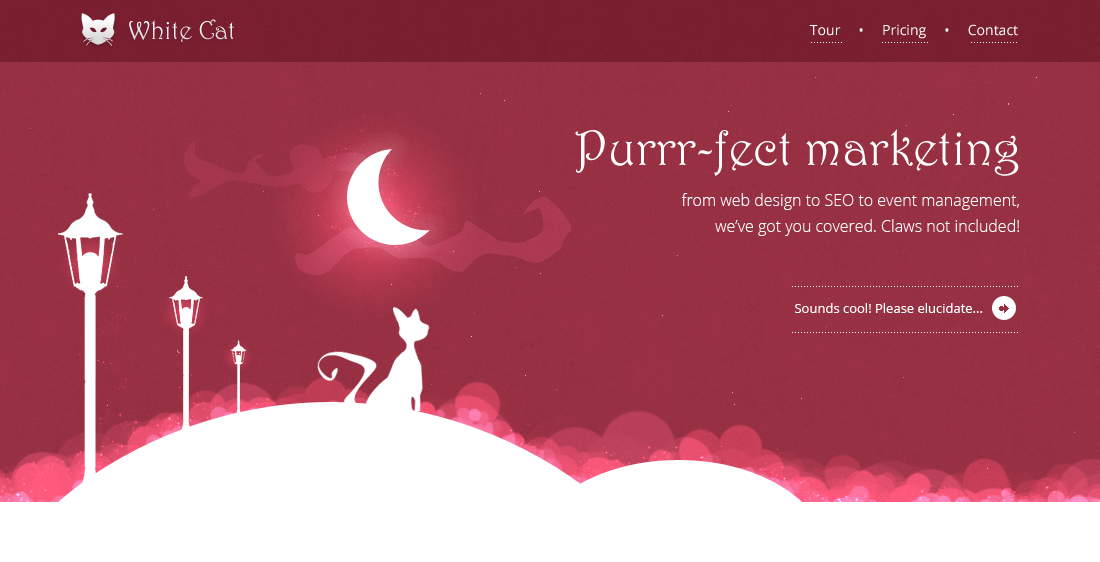 White Cat
Tour • Pricing • Contact
Purrr-fect marketing
from web design to SEO to event management,
we’ve got you covered. Claws not included!
Sounds cool! Please elucidate...